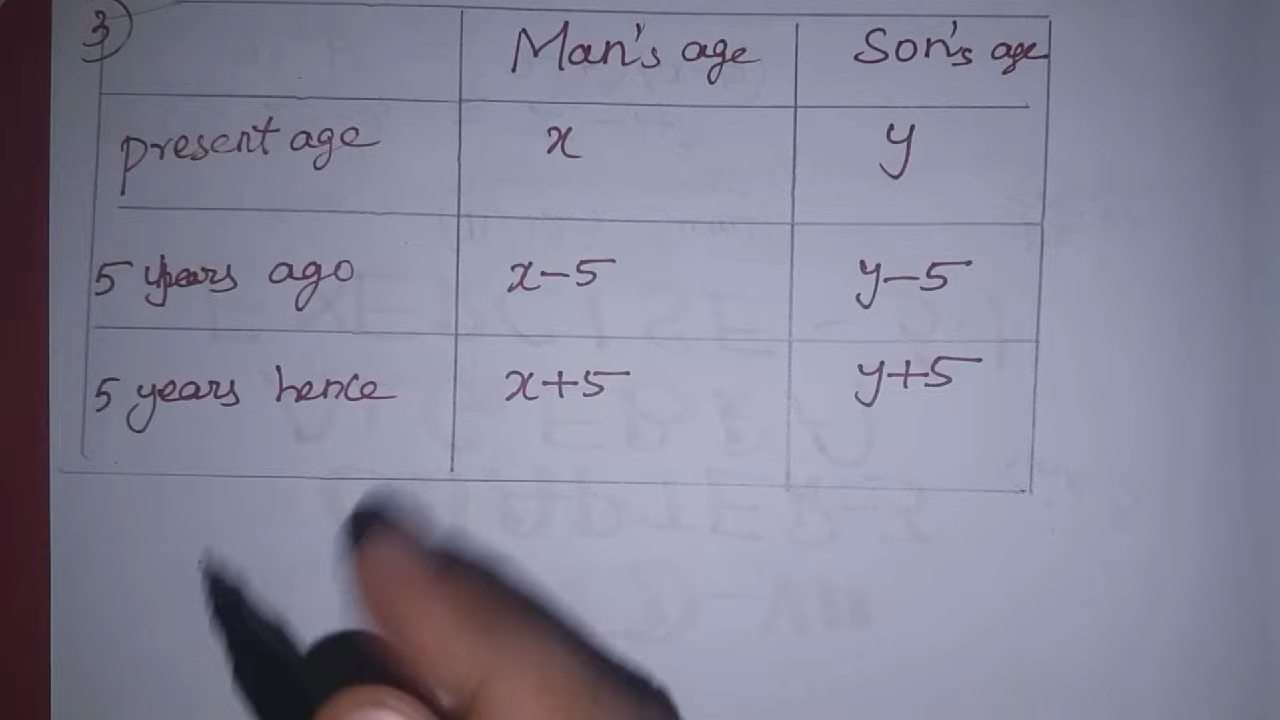 3
Man's age Son's age
present age x y
5 years ago x-5 y-5
5 years hence x+5 y+5